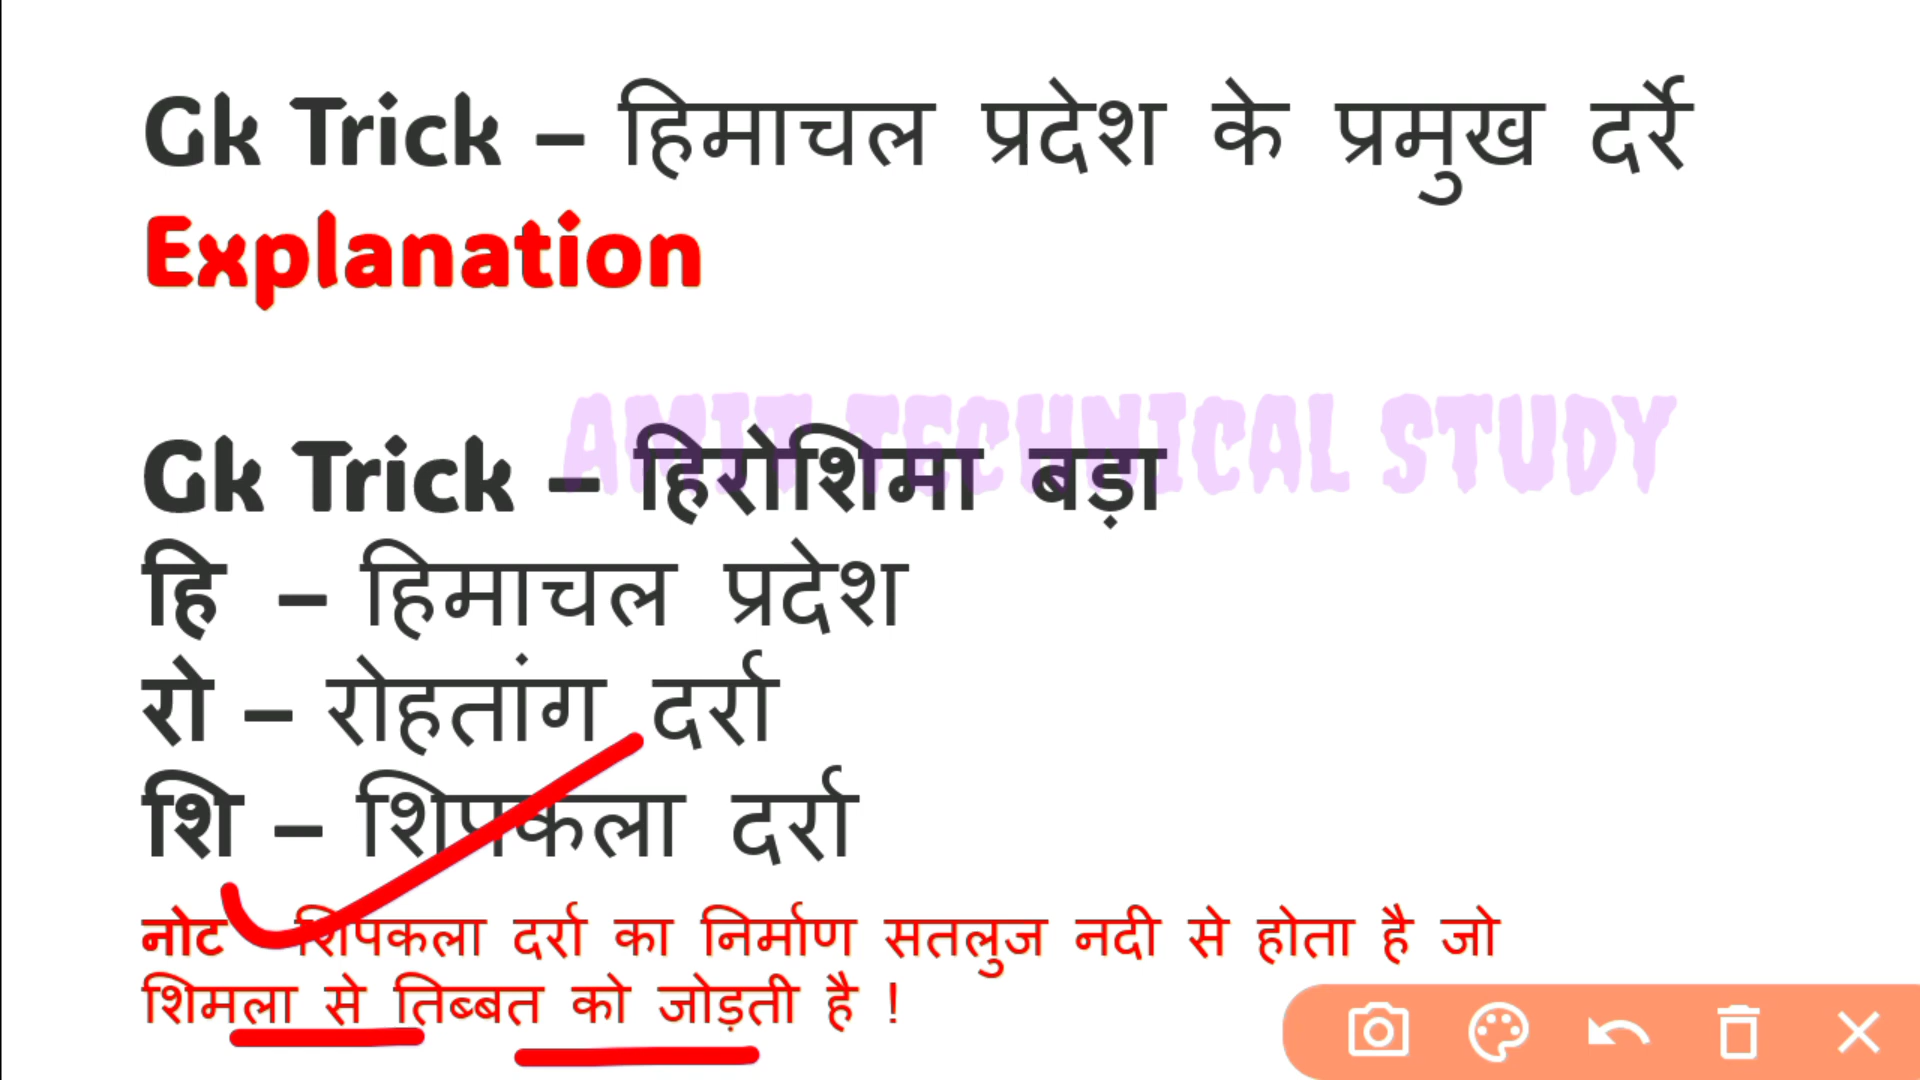 Gk Trick – हिमाचल प्रदेश के प्रमुख दर्रे
Explanation
AMIT TECHNICAL STUDY
Gk Trick – हिरोशिमा बड़ा
हि – हिमाचल प्रदेश
रो – रोहतांग दर्रा
शि – शिपकला दर्रा
नोट शिपकला दर्रा का निर्माण सतलुज नदी से होता है जो
शिमला से तिब्बत को जोड़ती है !